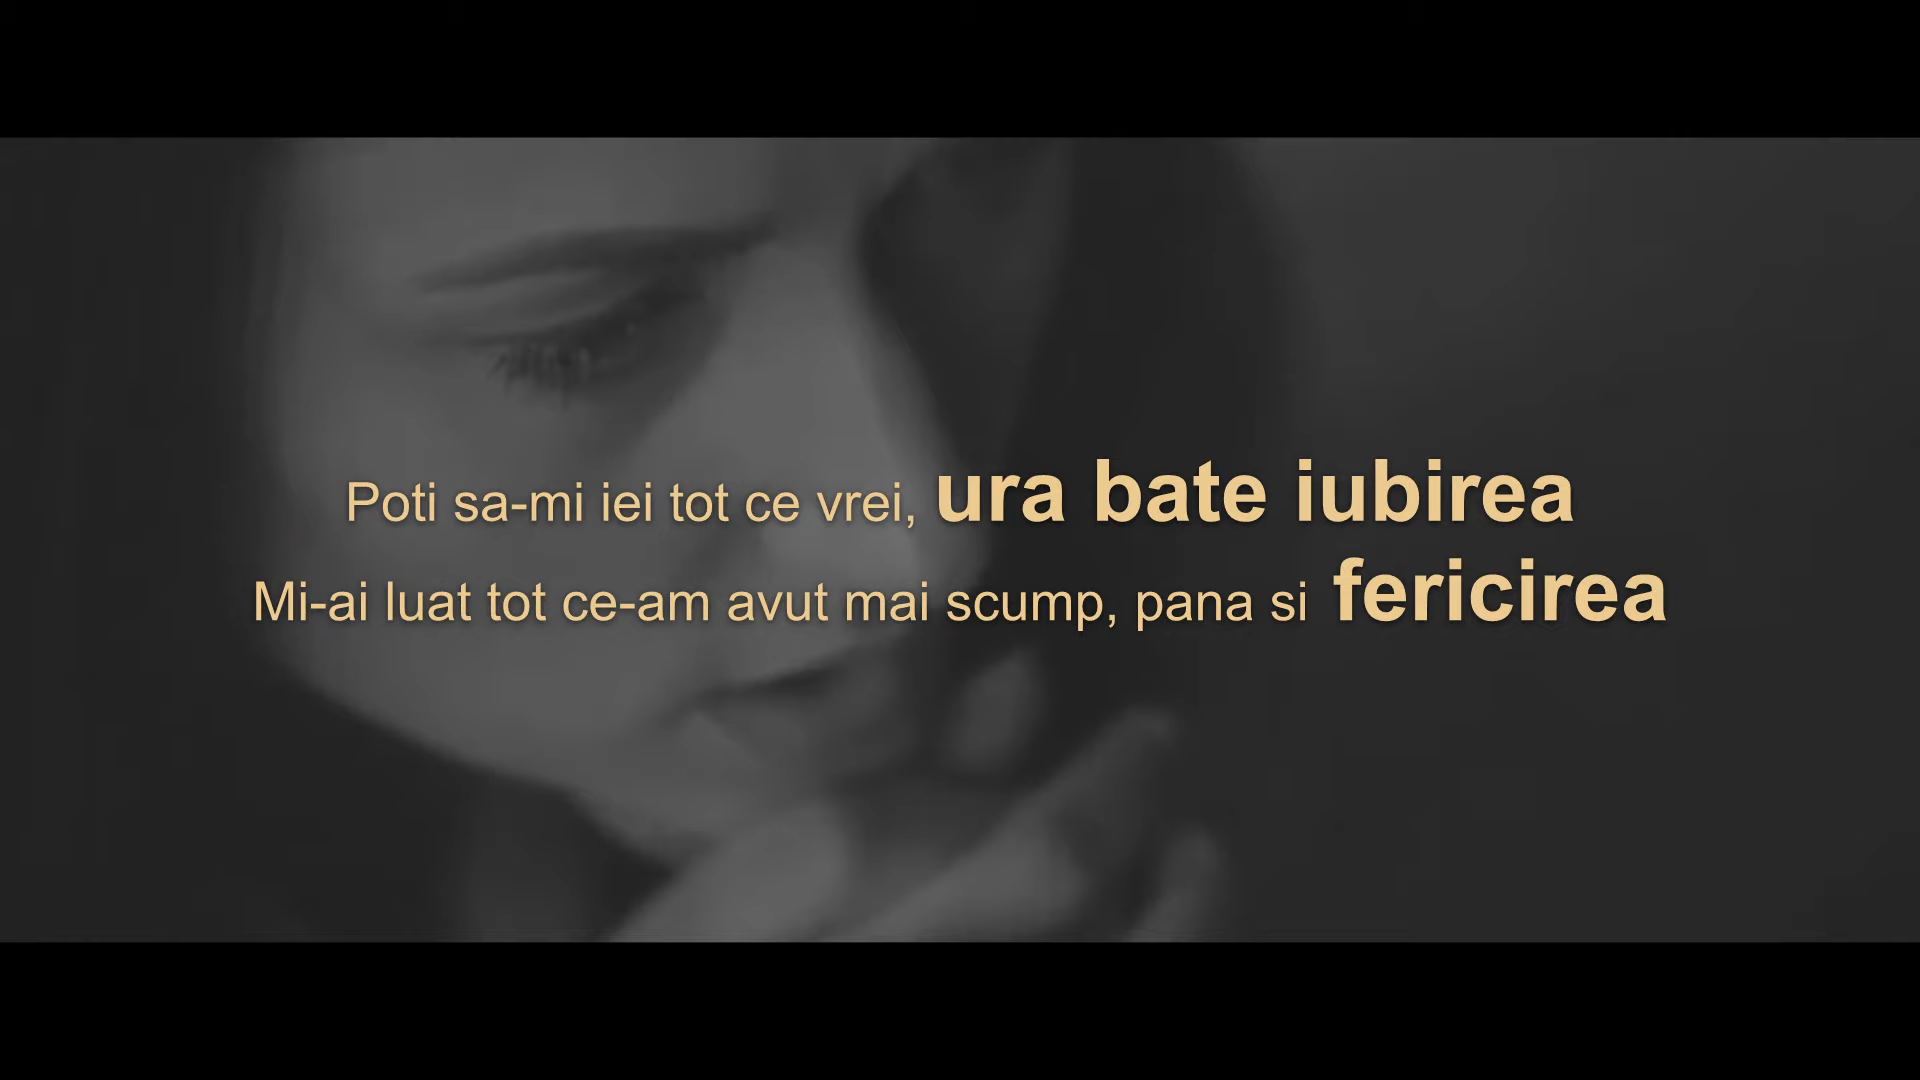 Poti sa-mi iei tot ce vrei, ura bate iubirea
Mi-ai luat tot ce-am avut mai scump, pana si fericirea